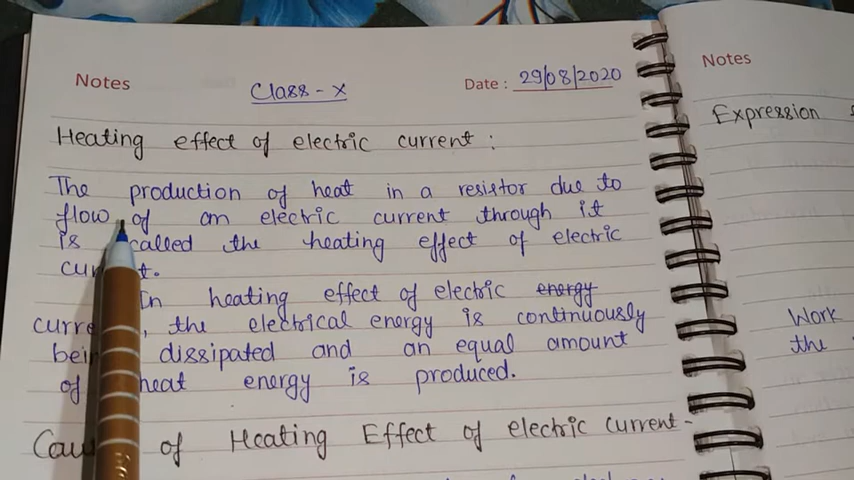 Notes
Class - X
Date : 29/08/2020
Heating effect of electric current :
The production of heat in a resistor due to
flow of an electric current through it
is called the heating effect of electric
t.
In heating effect of electric energy
, the electrical energy is continuously
dissipated and an equal amount
of heat energy is produced.
of Heating Effect of electric current-
Notes
Expression
Work
the